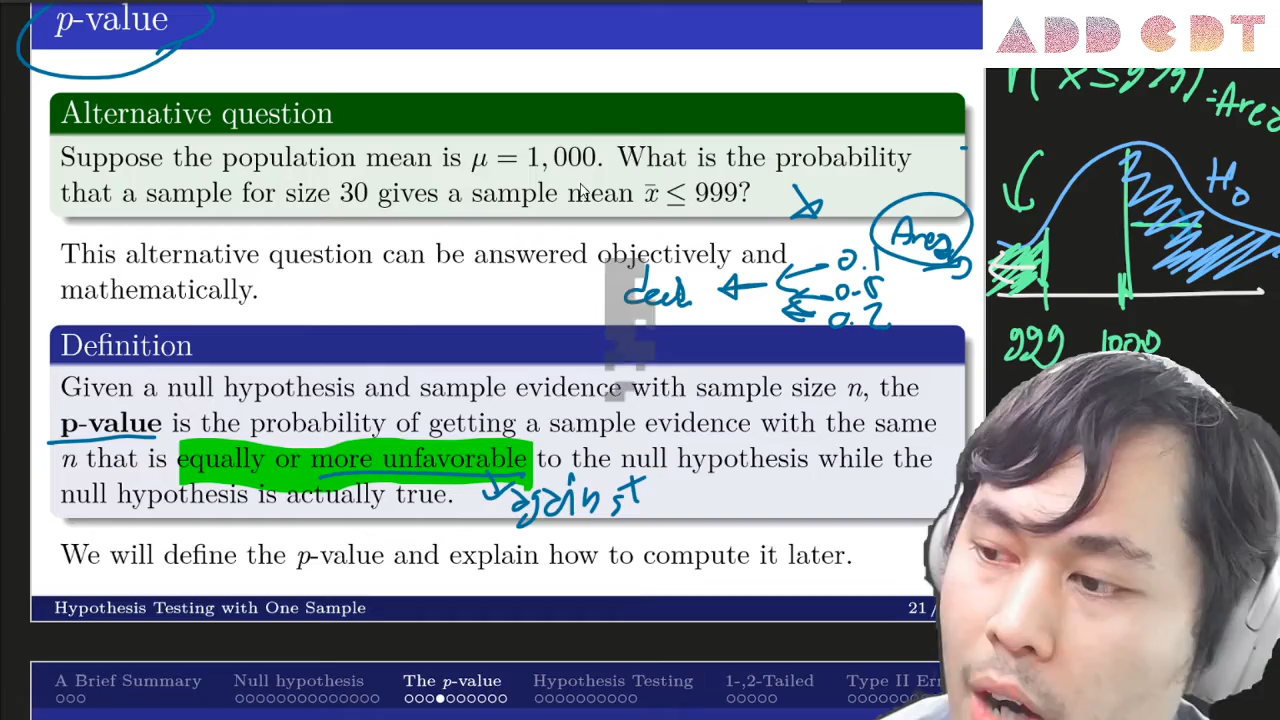 p-value
ADD CDT
Alternative question
Suppose the population mean is μ = 1, 000. What is the probability
that a sample for size 30 gives a sample mean x̄ ≤ 999?
This alternative question can be answered objectively and
mathematically.
Area
0.1
0.2
Definition
Given a null hypothesis and sample evidence with sample size n, the
p-value is the probability of getting a sample evidence with the same
n that is equally or more unfavorable to the null hypothesis while the
null hypothesis is actually true.
against
We will define the p-value and explain how to compute it later.
Hypothesis Testing with One Sample
21/
(x≤999) = Area
H₀
999
1000
A Brief Summary
Null hypothesis
The p-value
Hypothesis Testing
1-,2-Tailed
Type II Err